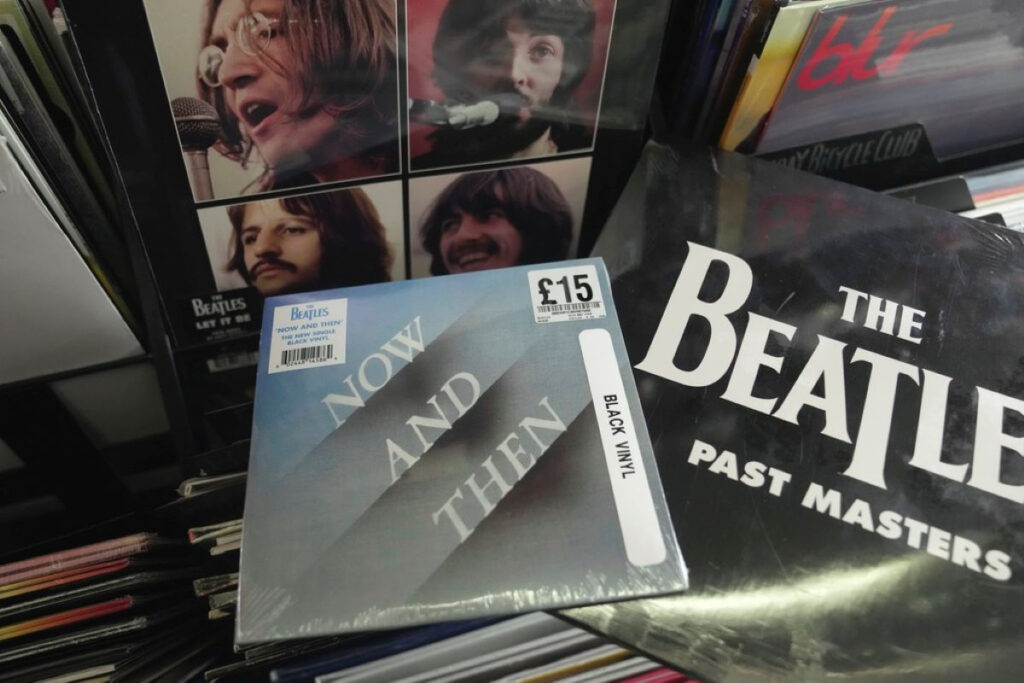 blur
BOMBAY BICYCLE CLUB
THE
BEATLES
LET IT BE
THE
BEATLES
'NOW AND THEN'
THE NEW SINGLE
BLACK VINYL
£15
NOW
AND
THEN
BLACK VINYL
THE
BEATLE
PAST MASTERS